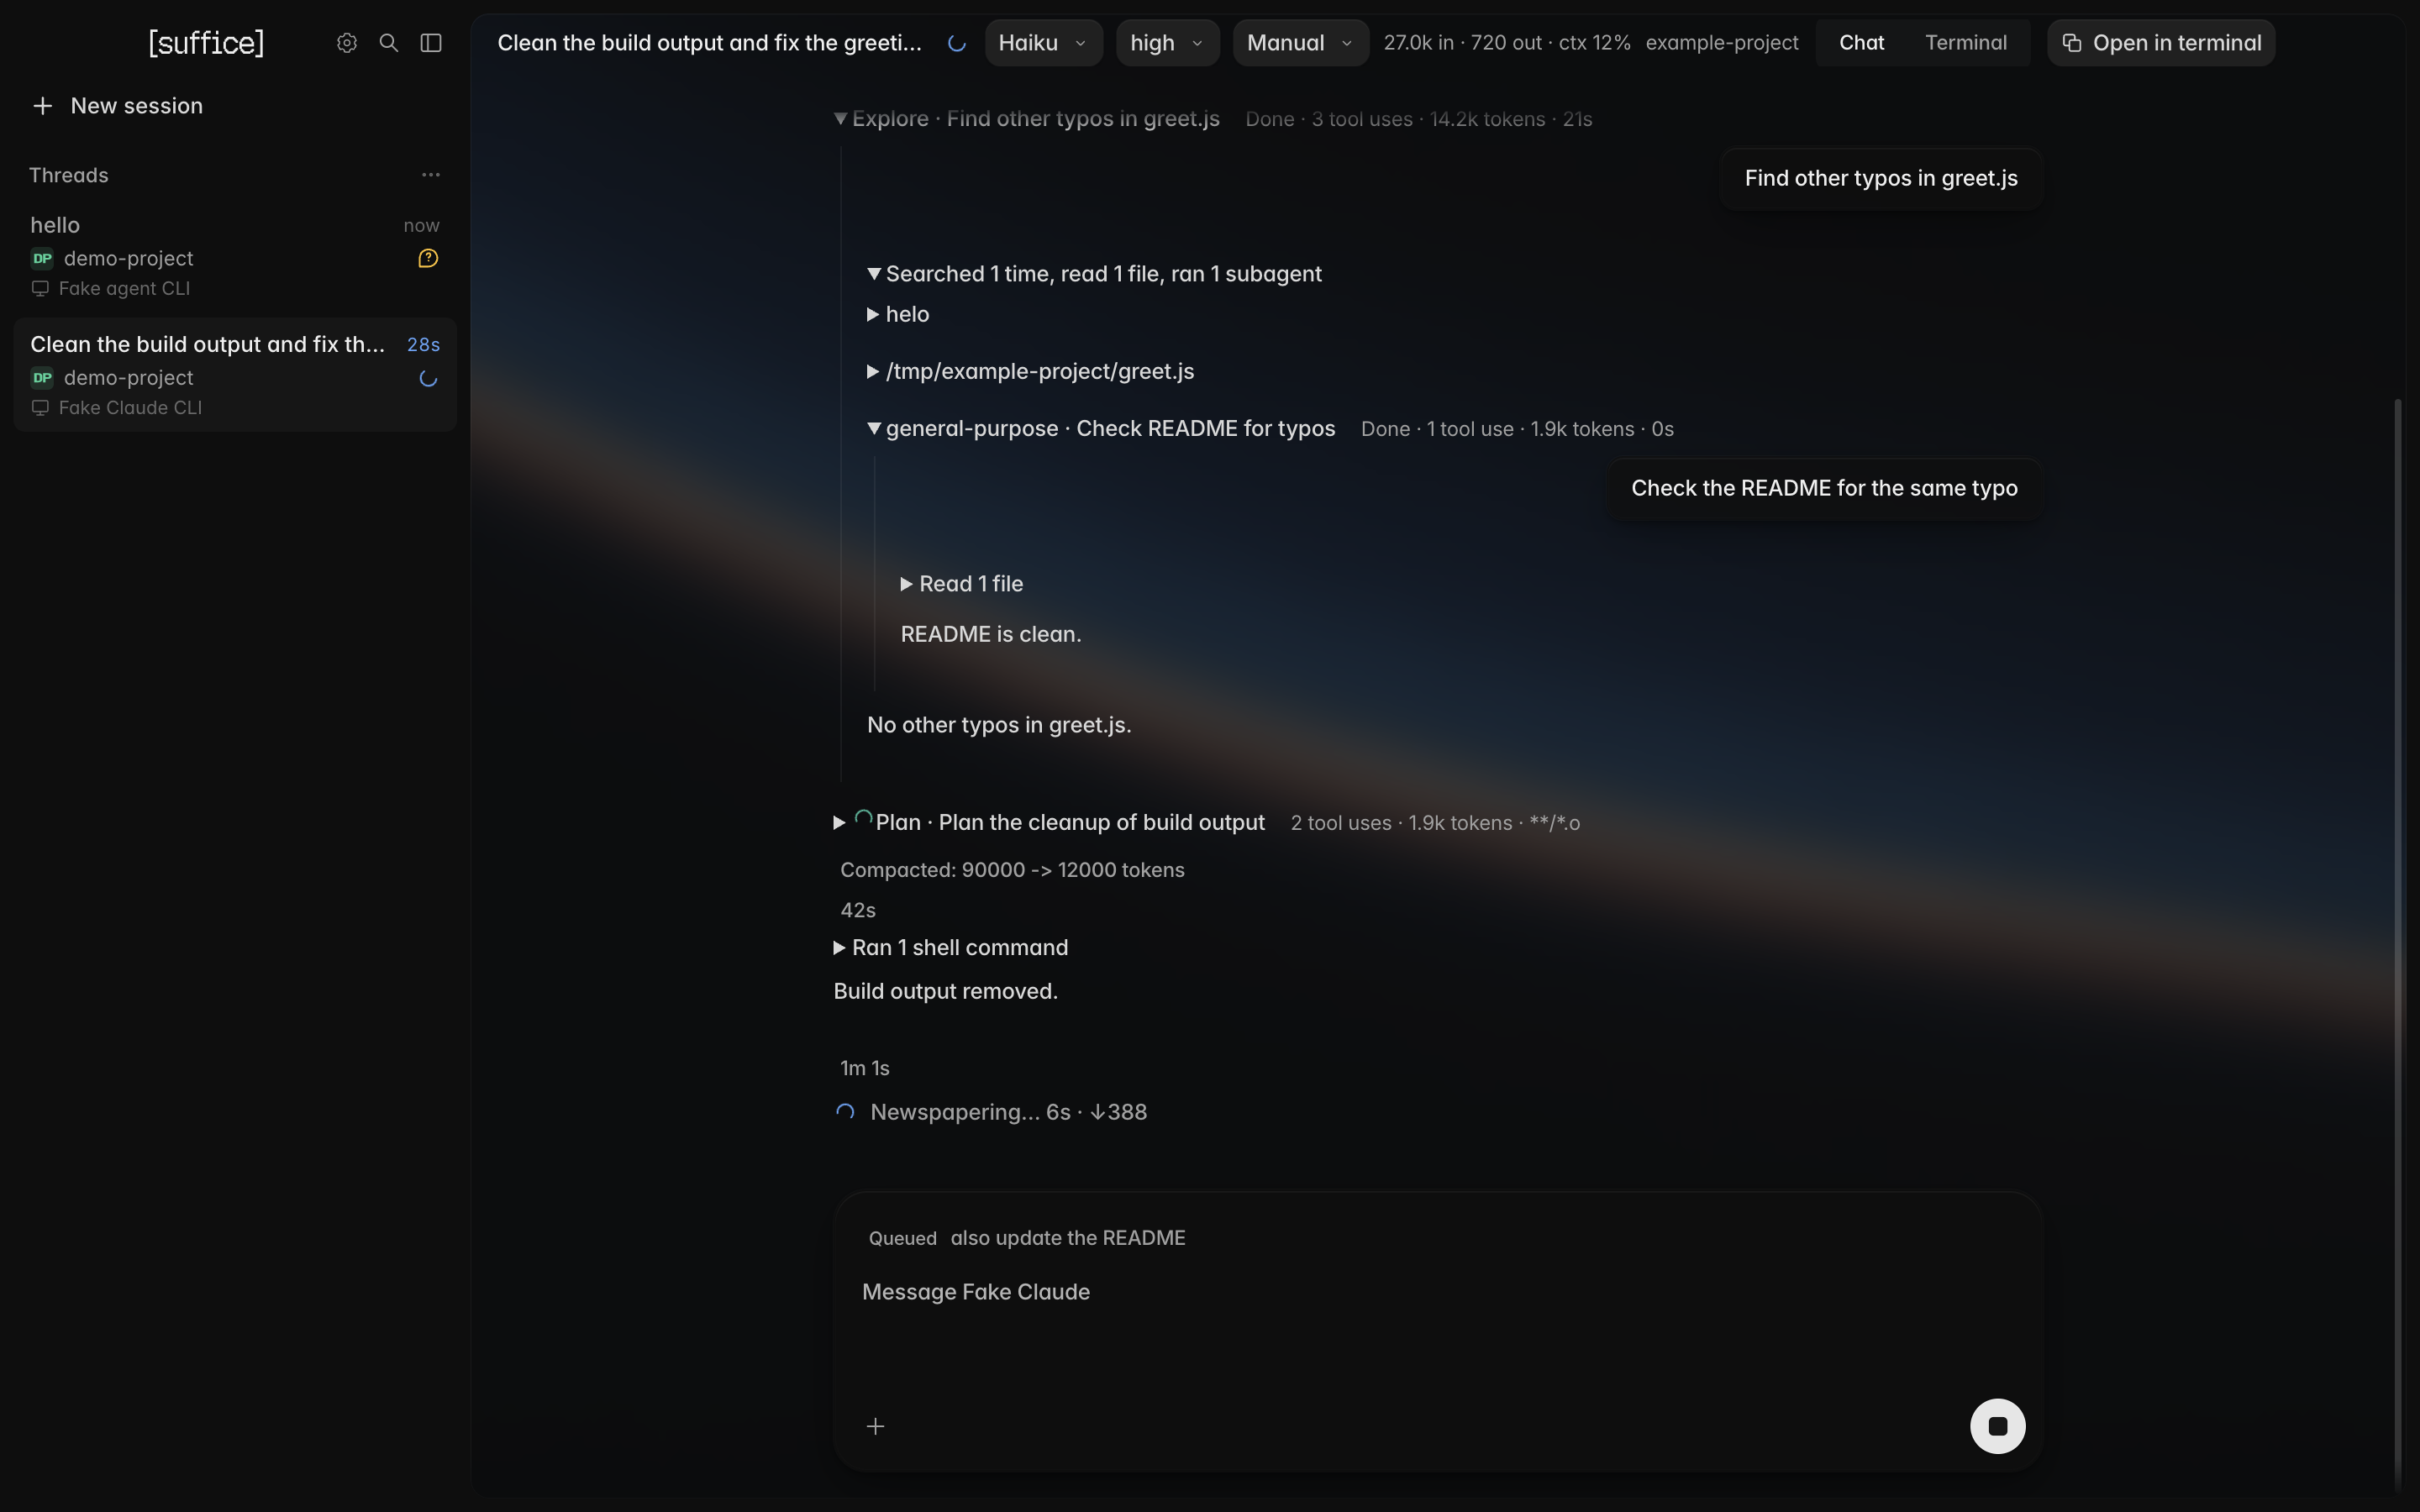 [suffice]
New session
Threads
hello now
DP demo-project
Fake agent CLI
Clean the build output and fix th... 28s
DP demo-project
Fake Claude CLI
Clean the build output and fix the greeti... Haiku high Manual 27.0k in · 720 out · ctx 12% example-project Chat Terminal Open in terminal
Explore · Find other typos in greet.js Done · 3 tool uses · 14.2k tokens · 21s
Find other typos in greet.js
Searched 1 time, read 1 file, ran 1 subagent
helo
/tmp/example-project/greet.js
general-purpose · Check README for typos Done · 1 tool use · 1.9k tokens · 0s
Check the README for the same typo
Read 1 file
README is clean.
No other typos in greet.js.
Plan · Plan the cleanup of build output 2 tool uses · 1.9k tokens · **/*.o
Compacted: 90000 -> 12000 tokens
42s
Ran 1 shell command
Build output removed.
1m 1s
Newspapering... 6s · ↓388
Queued also update the README
Message Fake Claude